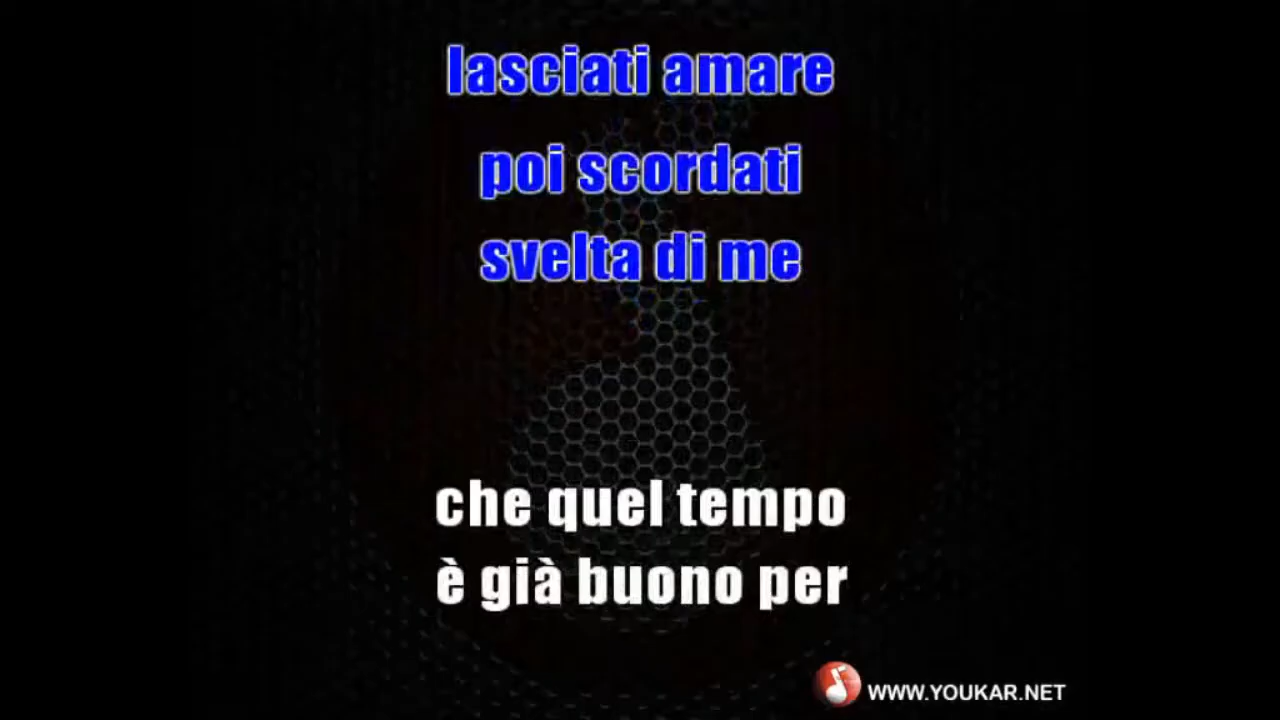 lasciati amare
poi scordati
svelta di me
che quel tempo
è già buono per
WWW.YOUKAR.NET